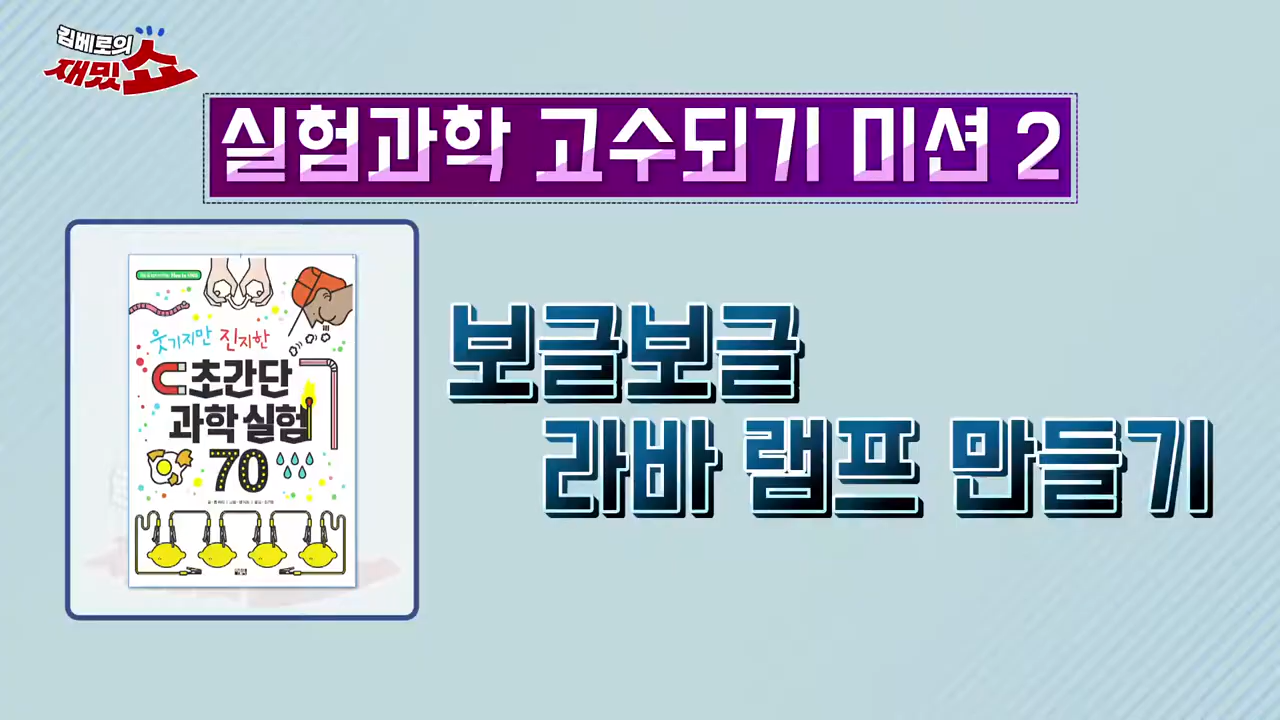 킴베로의
재밌쇼
실험과학 고수되기 미션 2
웃기지만 진지한
초간단
과학 실험
70
보글보글
라바 램프 만들기